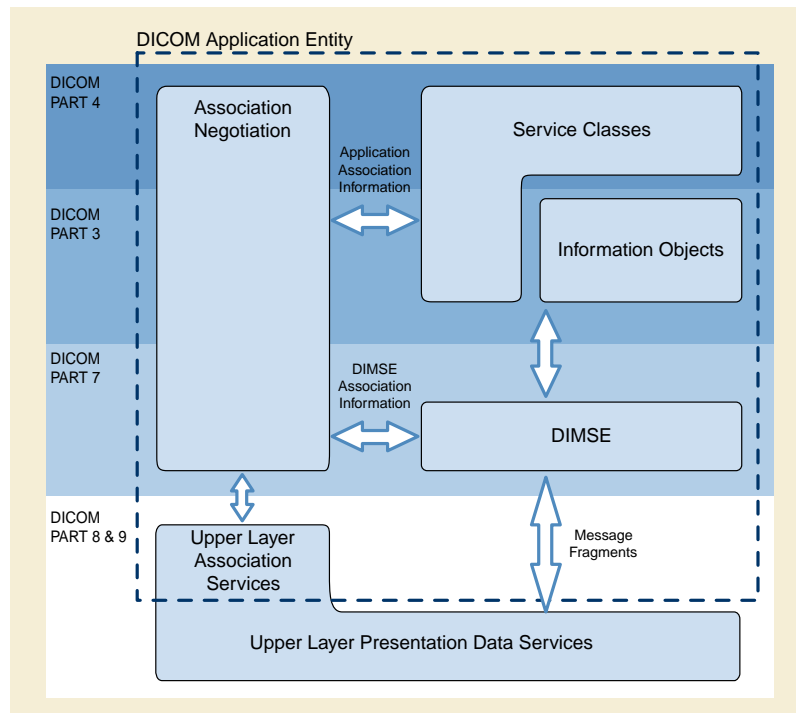 DICOM Application Entity
DICOM
PART 4
Association
Negotiation
Service Classes
Application
Association
Information
DICOM
PART 3
Information Objects
DICOM
PART 7
DIMSE
Association
Information
DIMSE
DICOM
PART 8 & 9
Upper Layer
Association
Services
Message
Fragments
Upper Layer Presentation Data Services